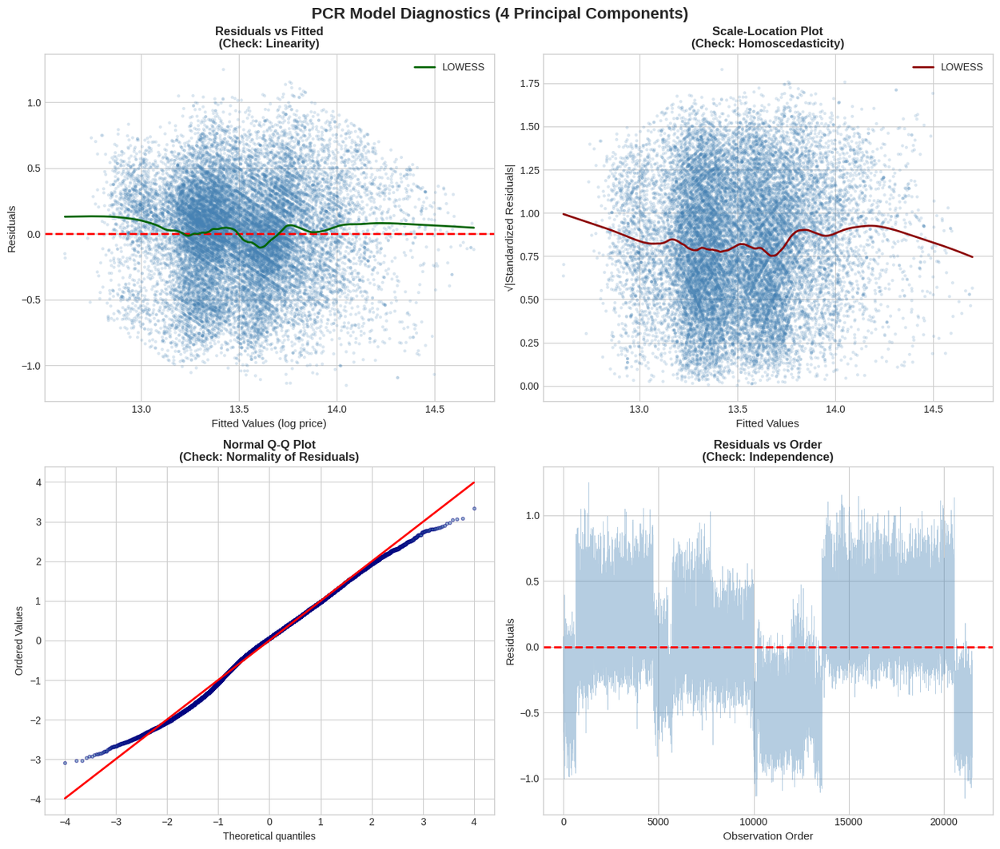 PCR Model Diagnostics (4 Principal Components)
Residuals vs Fitted
(Check: Linearity)
LOWESS
1.0
0.5
0.0
−0.5
−1.0
Residuals
13.0 13.5 14.0 14.5
Fitted Values (log price)
Scale-Location Plot
(Check: Homoscedasticity)
LOWESS
1.75
1.50
1.25
1.00
0.75
0.50
0.25
0.00
√|Standardized Residuals|
13.0 13.5 14.0 14.5
Fitted Values
Normal Q-Q Plot
(Check: Normality of Residuals)
4
3
2
1
0
−1
−2
−3
−4
Ordered Values
−4 −3 −2 −1 0 1 2 3 4
Theoretical quantiles
Residuals vs Order
(Check: Independence)
1.0
0.5
0.0
−0.5
−1.0
Residuals
0 5000 10000 15000 20000
Observation Order